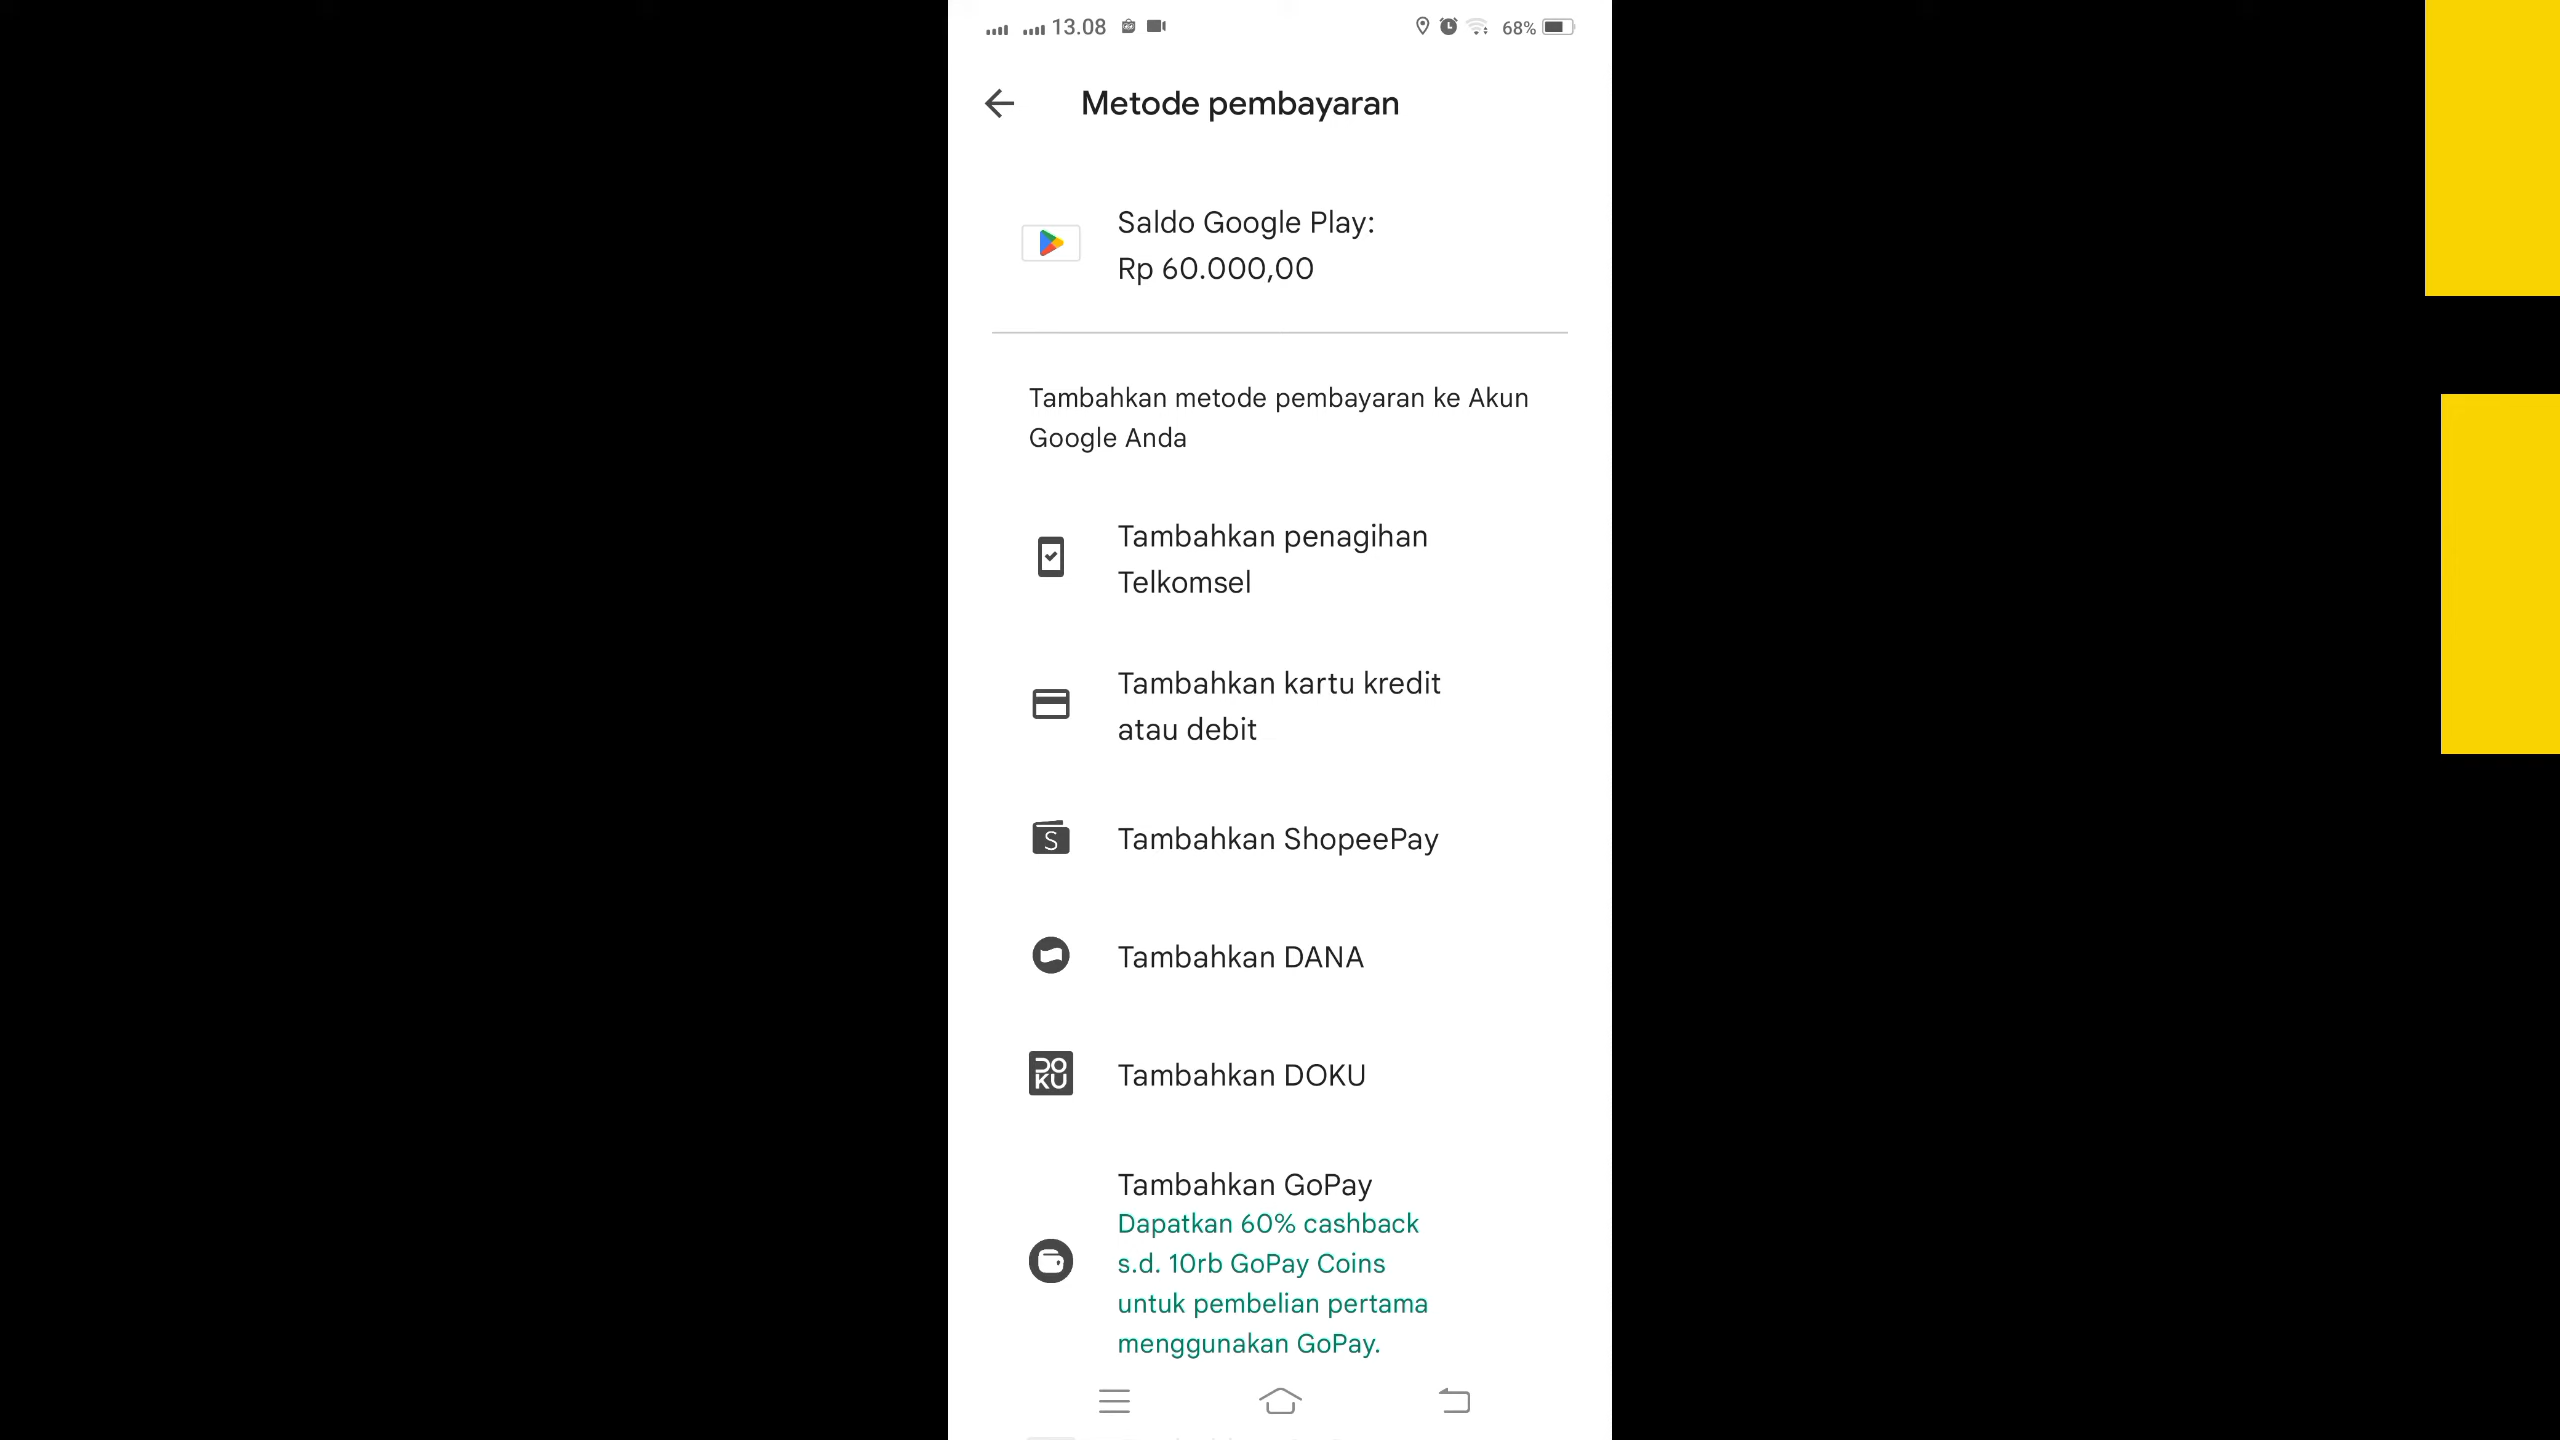 13.08
68%
Metode pembayaran
Saldo Google Play:
Rp 60.000,00
Tambahkan metode pembayaran ke Akun
Google Anda
Tambahkan penagihan
Telkomsel
Tambahkan kartu kredit
atau debit
S
Tambahkan ShopeePay
Tambahkan DANA
DO
KU
Tambahkan DOKU
Tambahkan GoPay
Dapatkan 60% cashback
s.d. 10rb GoPay Coins
untuk pembelian pertama
menggunakan GoPay.